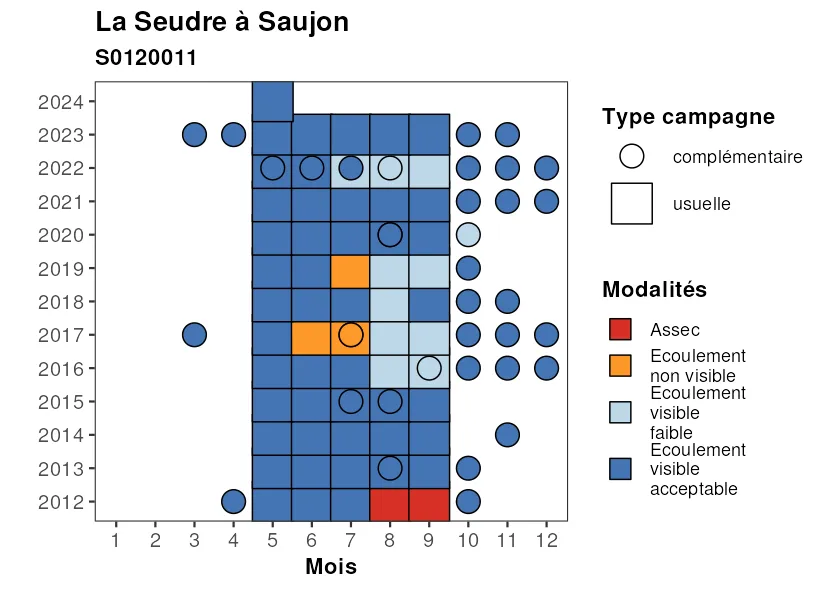 La Seudre à Saujon
S0120011
2024
2023
2022
2021
2020
2019
2018
2017
2016
2015
2014
2013
2012
1 2 3 4 5 6 7 8 9 10 11 12
Mois
Type campagne
complémentaire
usuelle
Modalités
Assec
Ecoulement
non visible
Ecoulement
visible
faible
Ecoulement
visible
acceptable